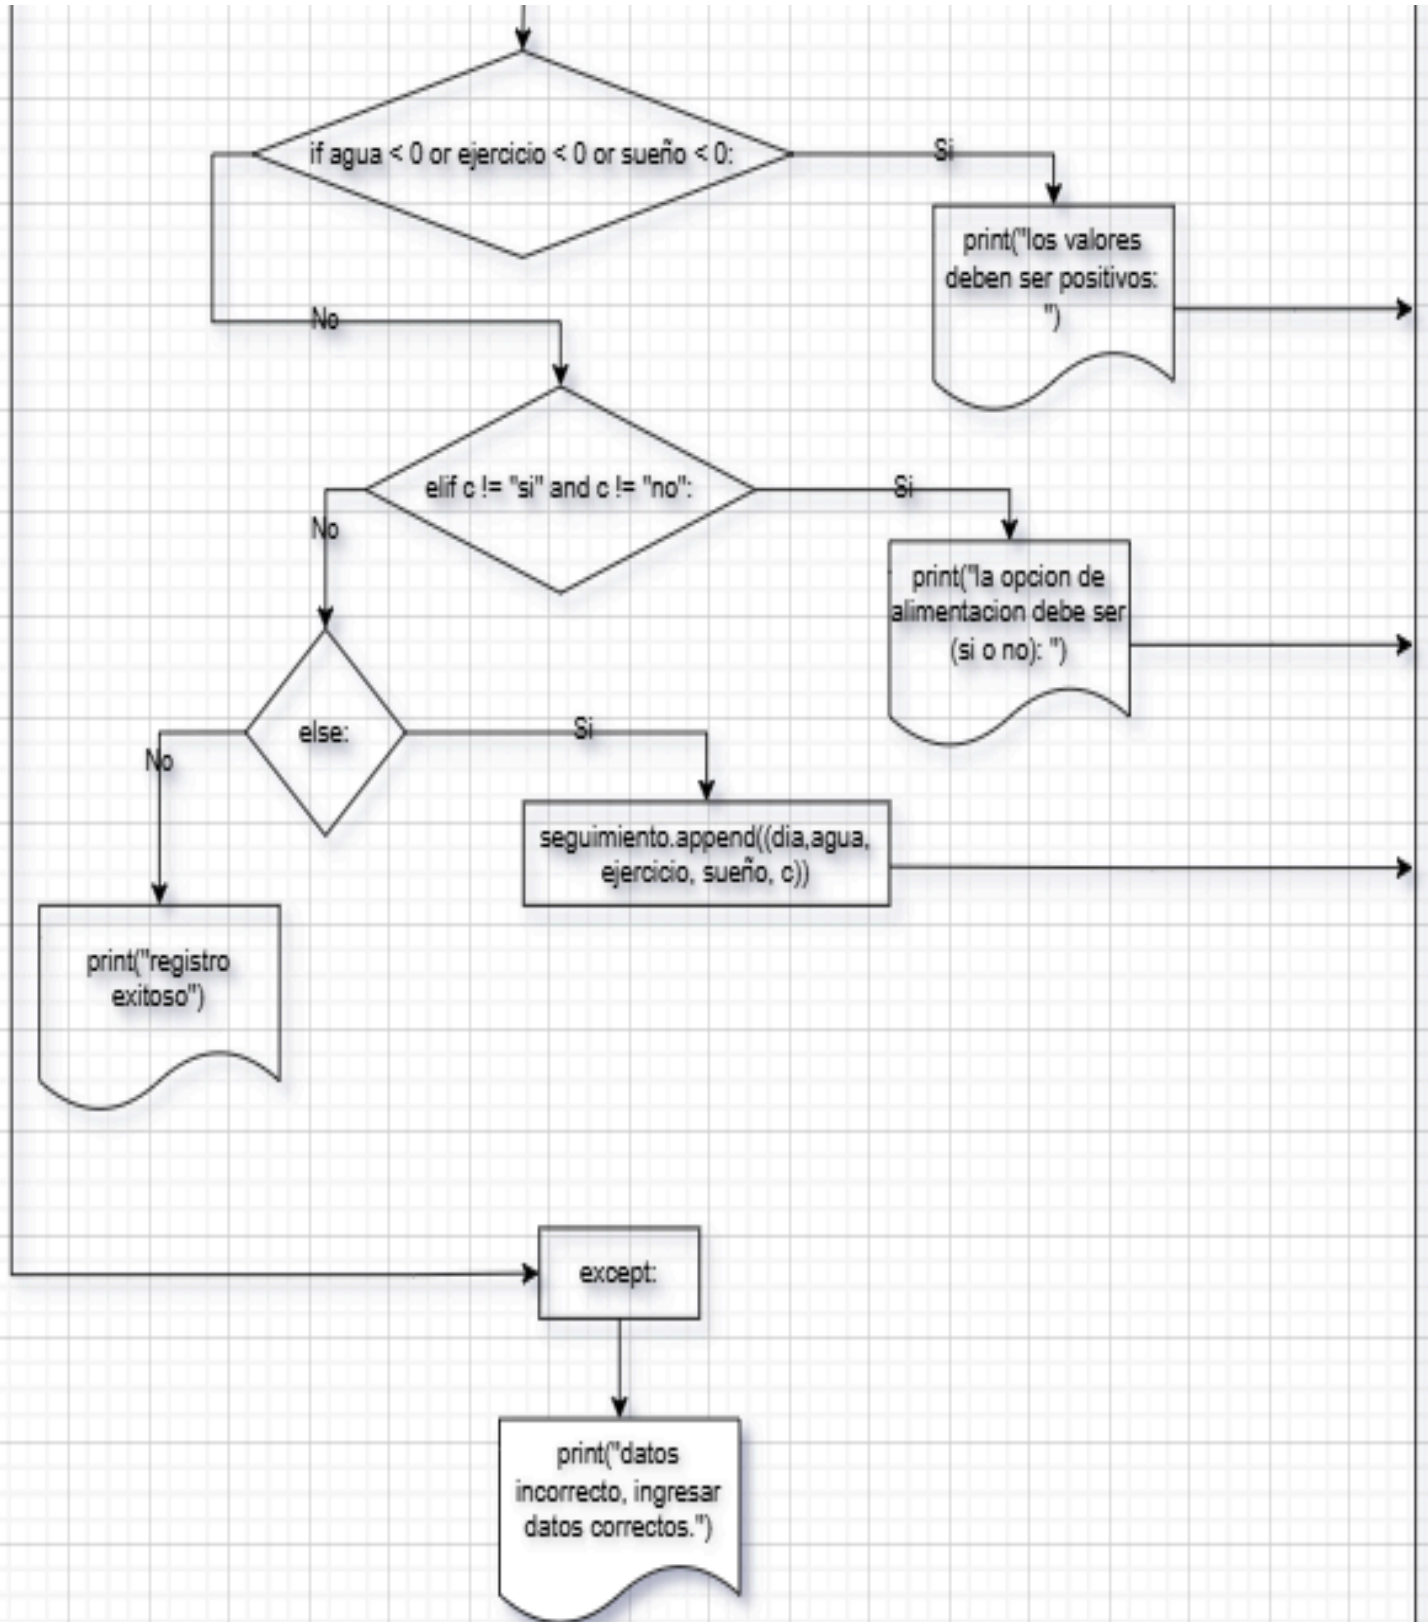 if agua < 0 or ejercicio < 0 or sueño < 0:
Si
print("los valores
deben ser positivos:
")
No
elif c != "si" and c != "no":
Si
No
print("la opcion de
alimentacion debe ser
(si o no): ")
else:
Si
No
seguimiento.append((dia,agua,
ejercicio, sueño, c))
print("registro
exitoso")
except:
print("datos
incorrecto, ingresar
datos correctos.")